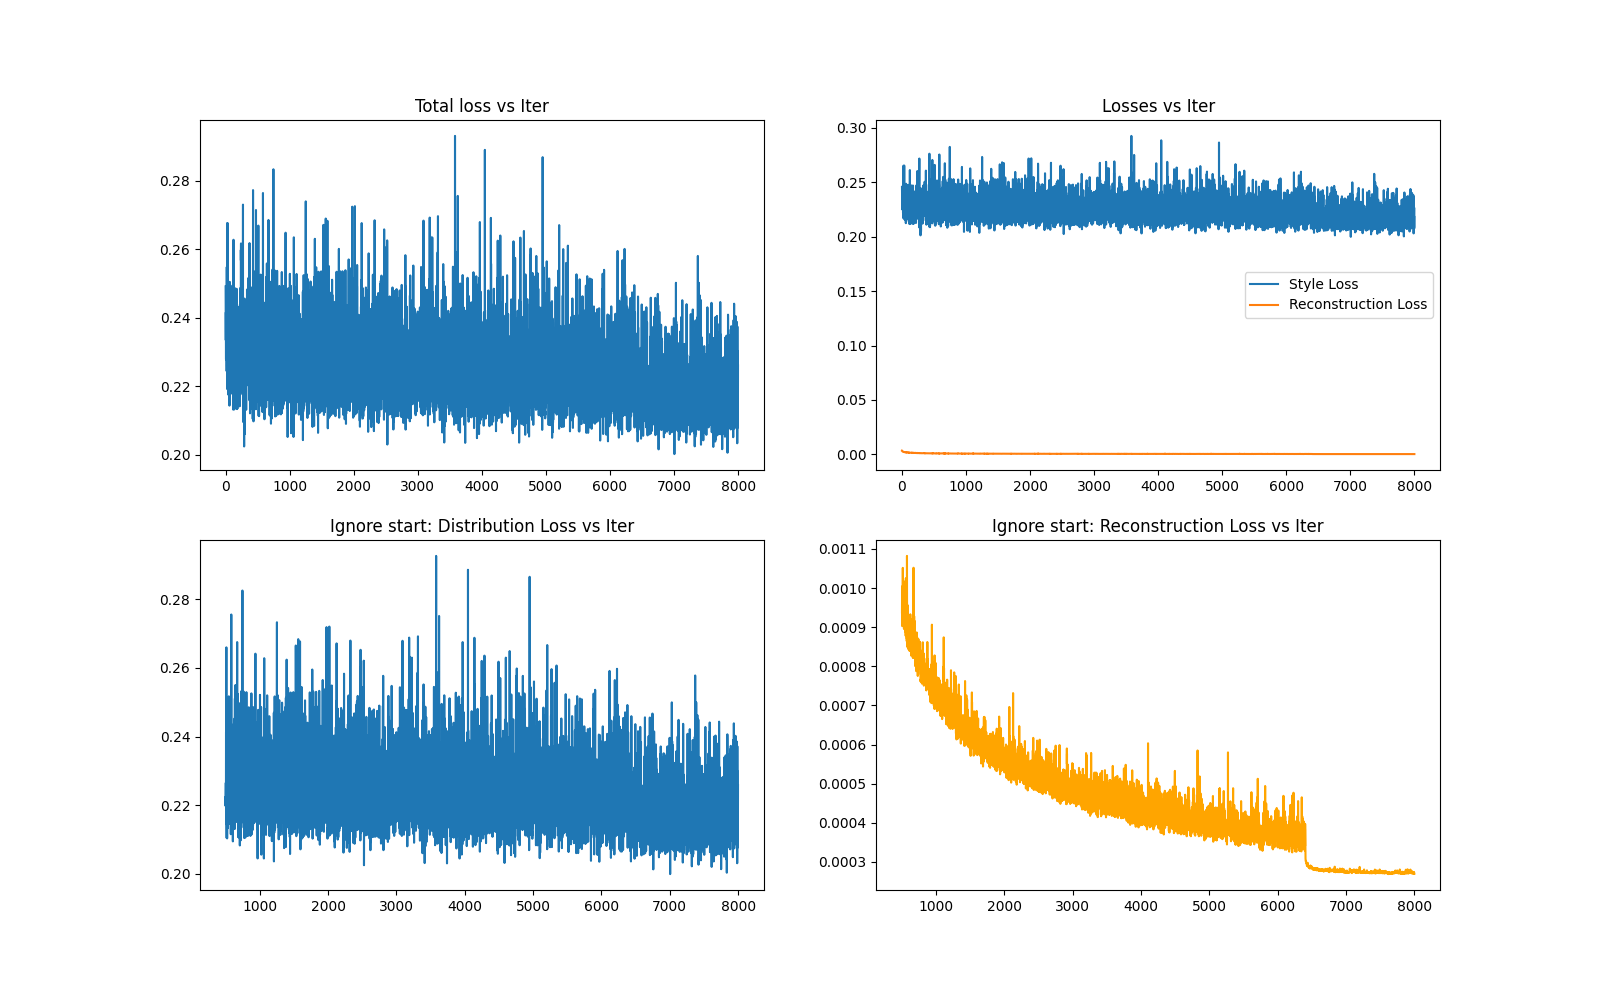 Total loss vs Iter
0.28
0.26
0.24
0.22
0.20
0 1000 2000 3000 4000 5000 6000 7000 8000
Losses vs Iter
0.30
0.25
0.20
0.15
0.10
0.05
0.00
Style Loss
Reconstruction Loss
0 1000 2000 3000 4000 5000 6000 7000 8000
Ignore start: Distribution Loss vs Iter
0.28
0.26
0.24
0.22
0.20
1000 2000 3000 4000 5000 6000 7000 8000
Ignore start: Reconstruction Loss vs Iter
0.0011
0.0010
0.0009
0.0008
0.0007
0.0006
0.0005
0.0004
0.0003
1000 2000 3000 4000 5000 6000 7000 8000